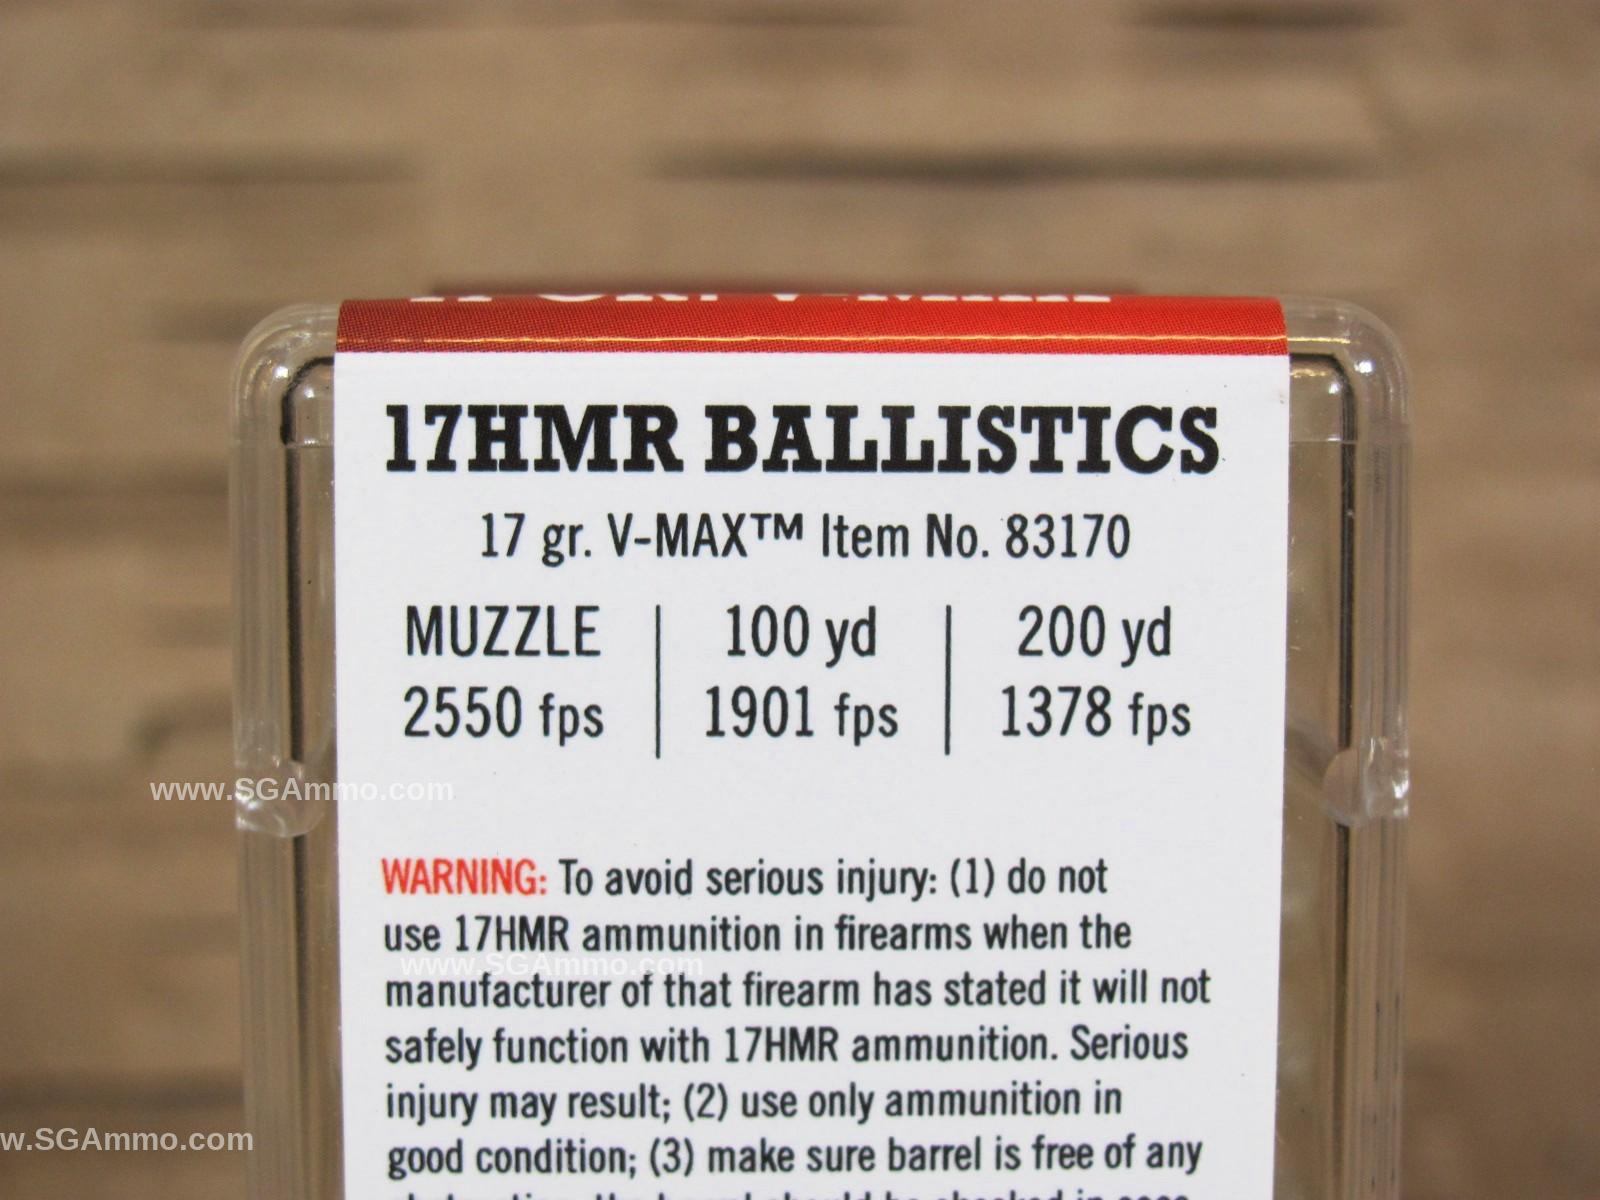 17 GR. V-MAX
17HMR BALLISTICS
17 gr. V-MAX™ Item No. 83170
MUZZLE | 100 yd | 200 yd
2550 fps | 1901 fps | 1378 fps
www.SGAmmo.com
WARNING: To avoid serious injury: (1) do not
use 17HMR ammunition in firearms when the
www.SGAmmo.com
manufacturer of that firearm has stated it will not
safely function with 17HMR ammunition. Serious
injury may result; (2) use only ammunition in
w.SGAmmo.com
good condition; (3) make sure barrel is free of any